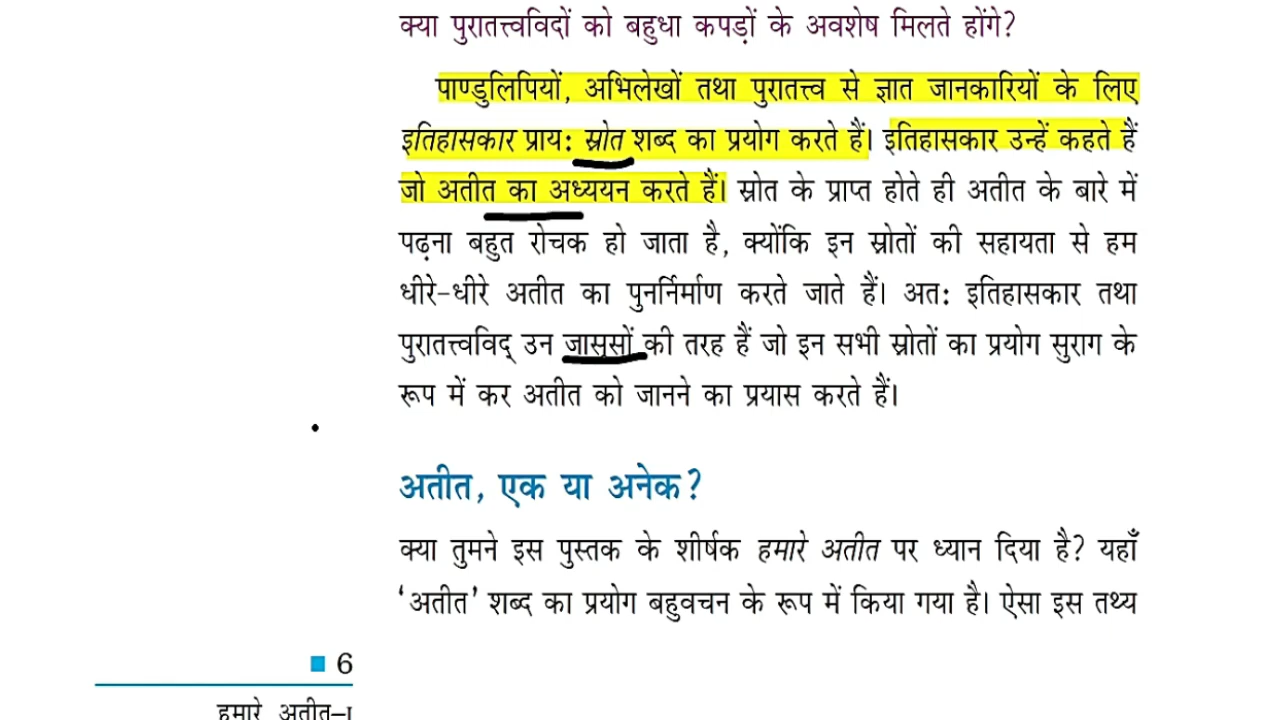 क्या पुरातत्त्वविदों को बहुधा कपड़ों के अवशेष मिलते होंगे?
पाण्डुलिपियों, अभिलेखों तथा पुरातत्त्व से ज्ञात जानकारियों के लिए
इतिहासकार प्राय: स्रोत शब्द का प्रयोग करते हैं। इतिहासकार उन्हें कहते हैं
जो अतीत का अध्ययन करते हैं। स्रोत के प्राप्त होते ही अतीत के बारे में
पढ़ना बहुत रोचक हो जाता है, क्योंकि इन स्रोतों की सहायता से हम
धीरे-धीरे अतीत का पुनर्निर्माण करते जाते हैं। अत: इतिहासकार तथा
पुरातत्त्वविद् उन जासूसों की तरह हैं जो इन सभी स्रोतों का प्रयोग सुराग के
रूप में कर अतीत को जानने का प्रयास करते हैं।
अतीत, एक या अनेक?
क्या तुमने इस पुस्तक के शीर्षक हमारे अतीत पर ध्यान दिया है? यहाँ
‘अतीत’ शब्द का प्रयोग बहुवचन के रूप में किया गया है। ऐसा इस तथ्य
6
हमारे अतीत–I